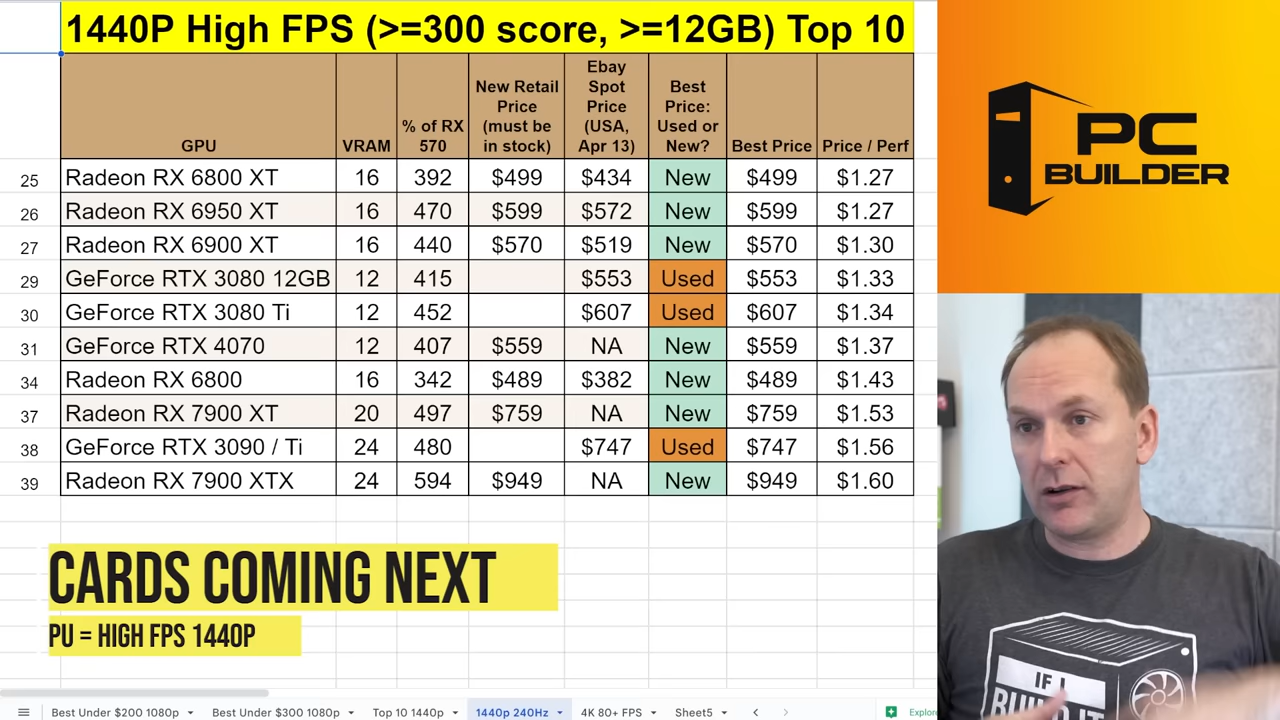 1440P High FPS (>=300 score, >=12GB) Top 10
GPU VRAM % of RX 570 New Retail Price (must be in stock) Ebay Spot Price (USA, Apr 13) Best Price: Used or New? Best Price Price / Perf
25 Radeon RX 6800 XT 16 392 $499 $434 New $499 $1.27
26 Radeon RX 6950 XT 16 470 $599 $572 New $599 $1.27
27 Radeon RX 6900 XT 16 440 $570 $519 New $570 $1.30
29 GeForce RTX 3080 12GB 12 415 $553 Used $553 $1.33
30 GeForce RTX 3080 Ti 12 452 $607 Used $607 $1.34
31 GeForce RTX 4070 12 407 $559 NA New $559 $1.37
34 Radeon RX 6800 16 342 $489 $382 New $489 $1.43
37 Radeon RX 7900 XT 20 497 $759 NA New $759 $1.53
38 GeForce RTX 3090 / Ti 24 480 $747 Used $747 $1.56
39 Radeon RX 7900 XTX 24 594 $949 NA New $949 $1.60
CARDS COMING NEXT
PU = HIGH FPS 1440P
Best Under $200 1080p Best Under $300 1080p Top 10 1440p 1440p 240Hz 4K 80+ FPS Sheet5 Explore
PC
BUILDER
IF I
BUILD IT